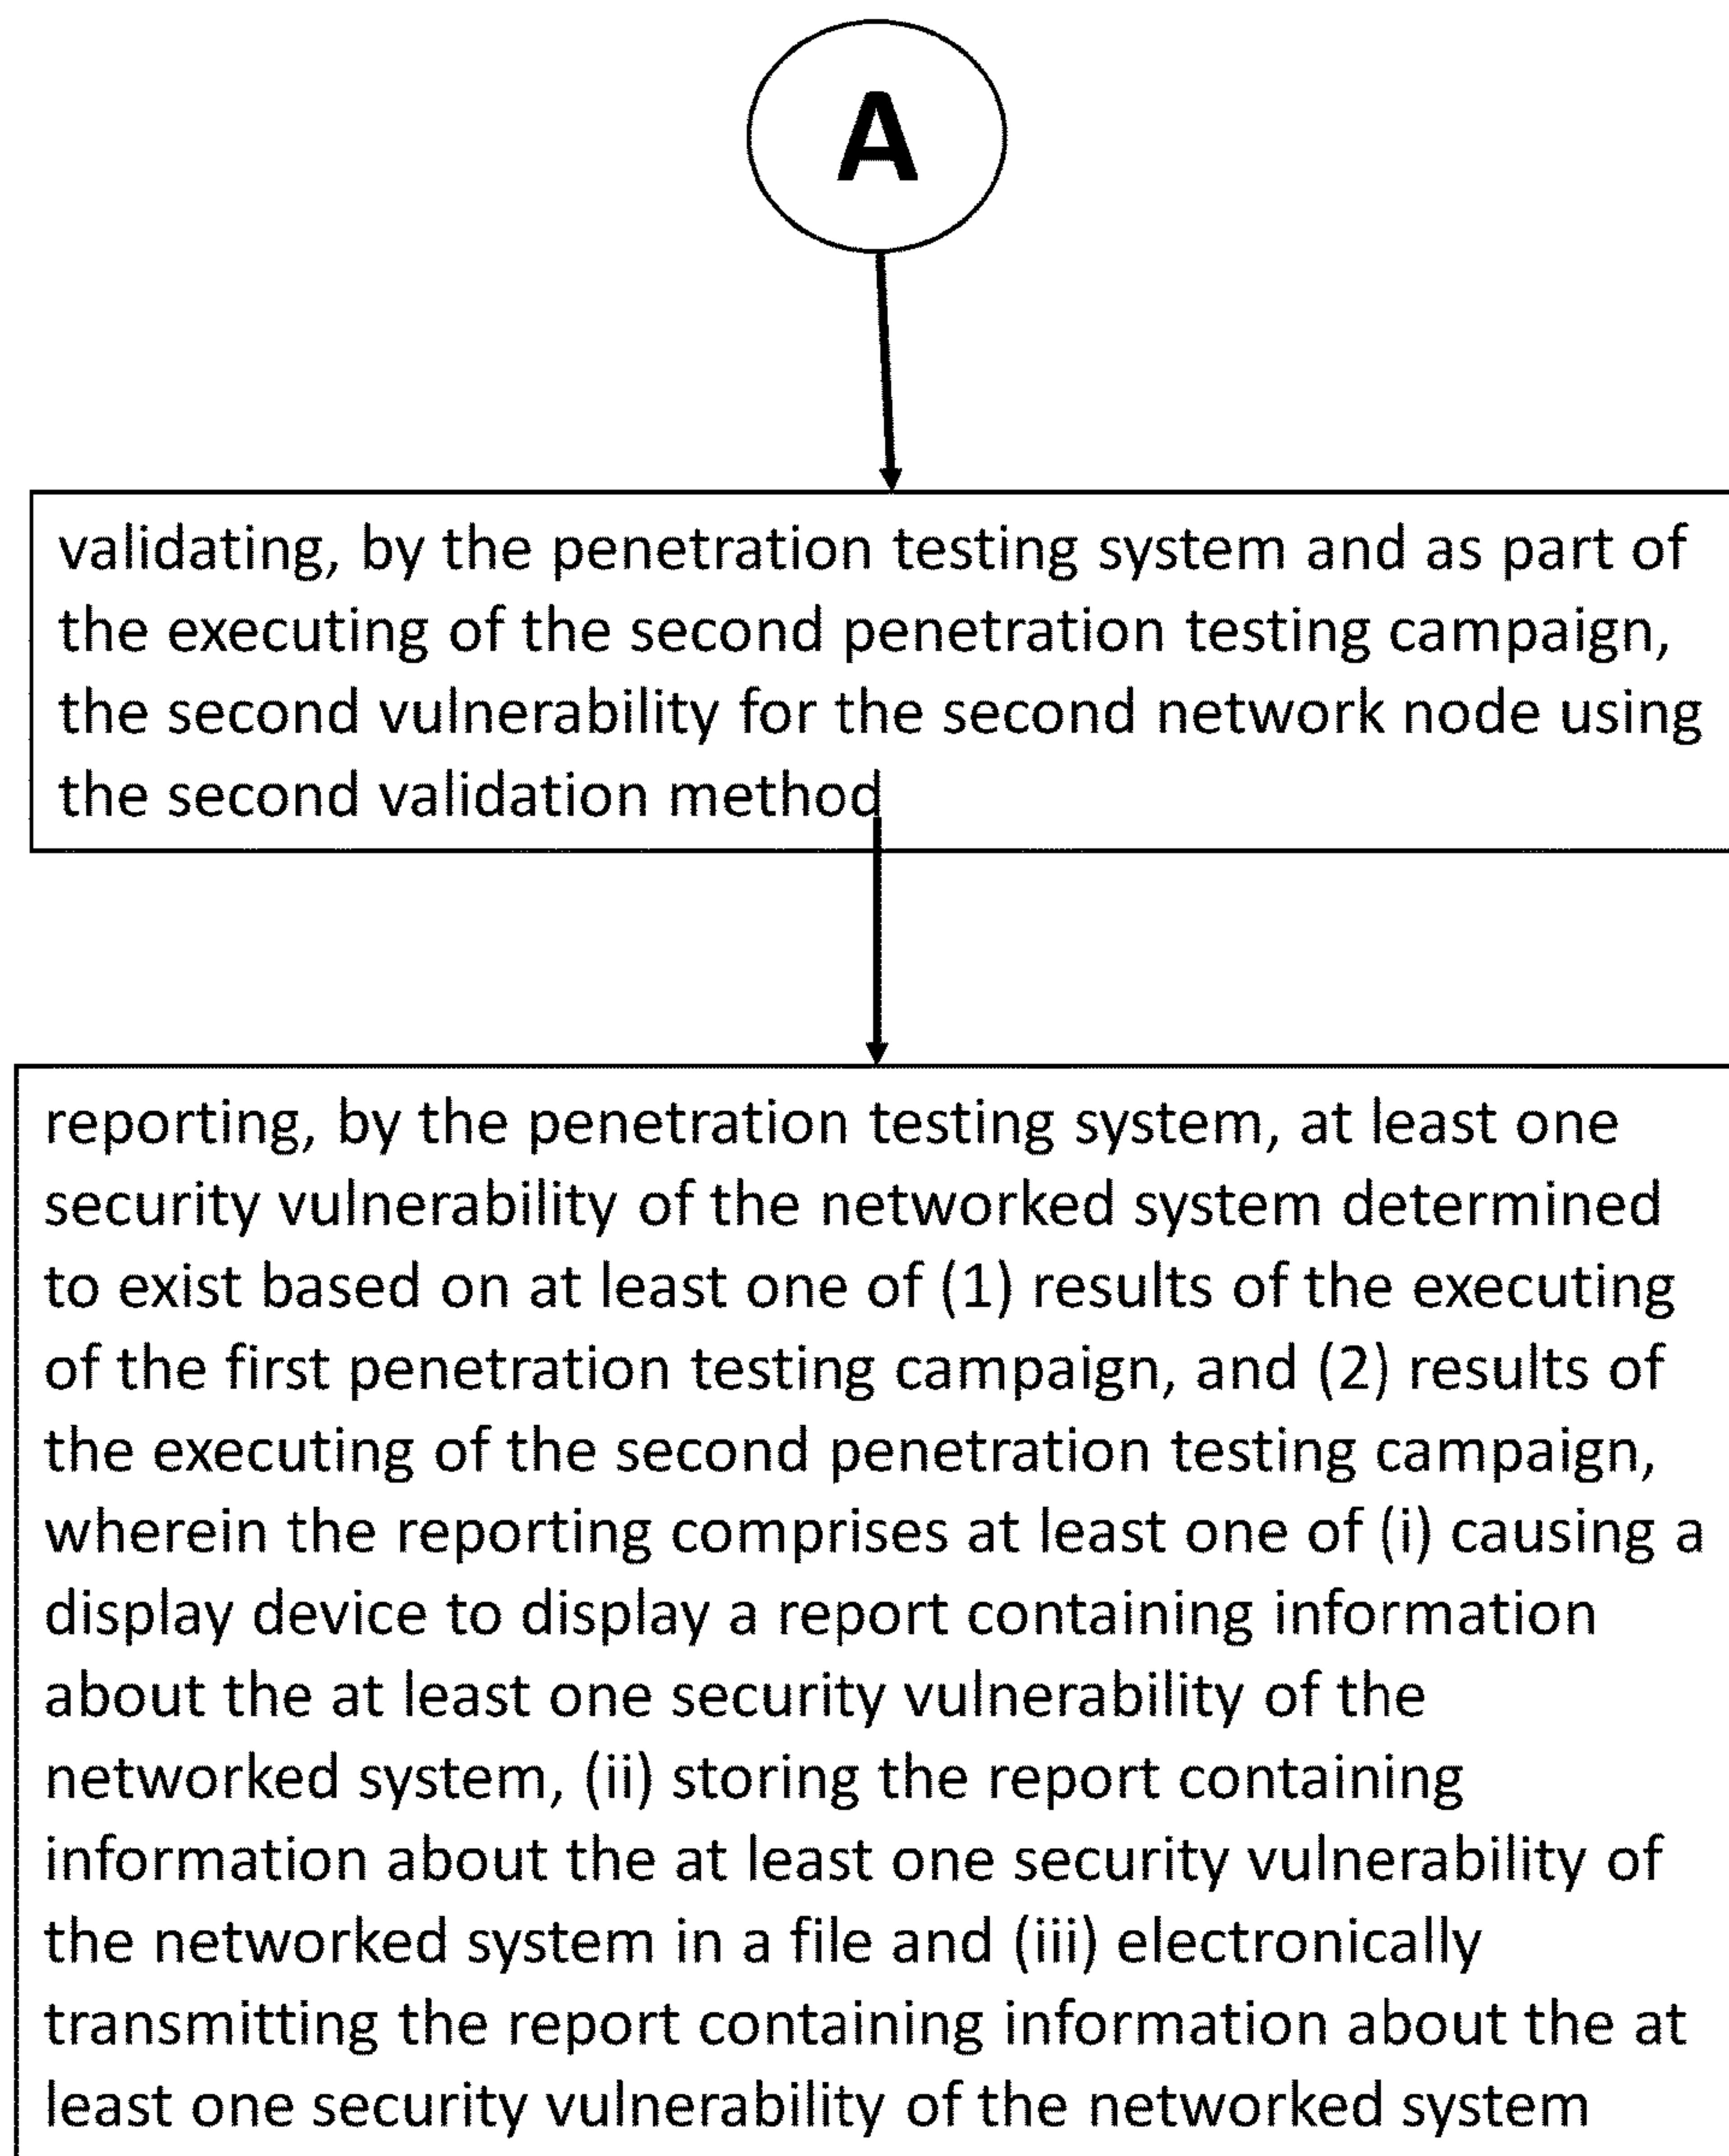 A
validating, by the penetration testing system and as part of
the executing of the second penetration testing campaign,
the second vulnerability for the second network node using
the second validation method
reporting, by the penetration testing system, at least one
security vulnerability of the networked system determined
to exist based on at least one of (1) results of the executing
of the first penetration testing campaign, and (2) results of
the executing of the second penetration testing campaign,
wherein the reporting comprises at least one of (i) causing a
display device to display a report containing information
about the at least one security vulnerability of the
networked system, (ii) storing the report containing
information about the at least one security vulnerability of
the networked system in a file and (iii) electronically
transmitting the report containing information about the at
least one security vulnerability of the networked system